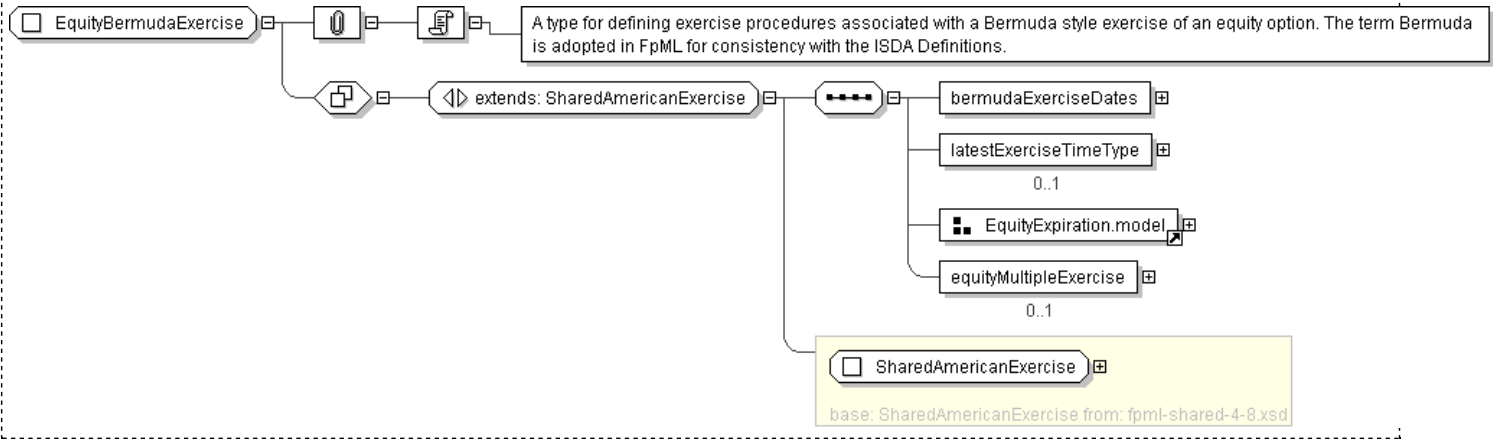 EquityBermudaExercise
A type for defining exercise procedures associated with a Bermuda style exercise of an equity option. The term Bermuda
is adopted in FpML for consistency with the ISDA Definitions.
extends: SharedAmericanExercise
bermudaExerciseDates
latestExerciseTimeType
0..1
EquityExpiration.model
equityMultipleExercise
0..1
SharedAmericanExercise
base: SharedAmericanExercise from: fpml-shared-4-8.xsd